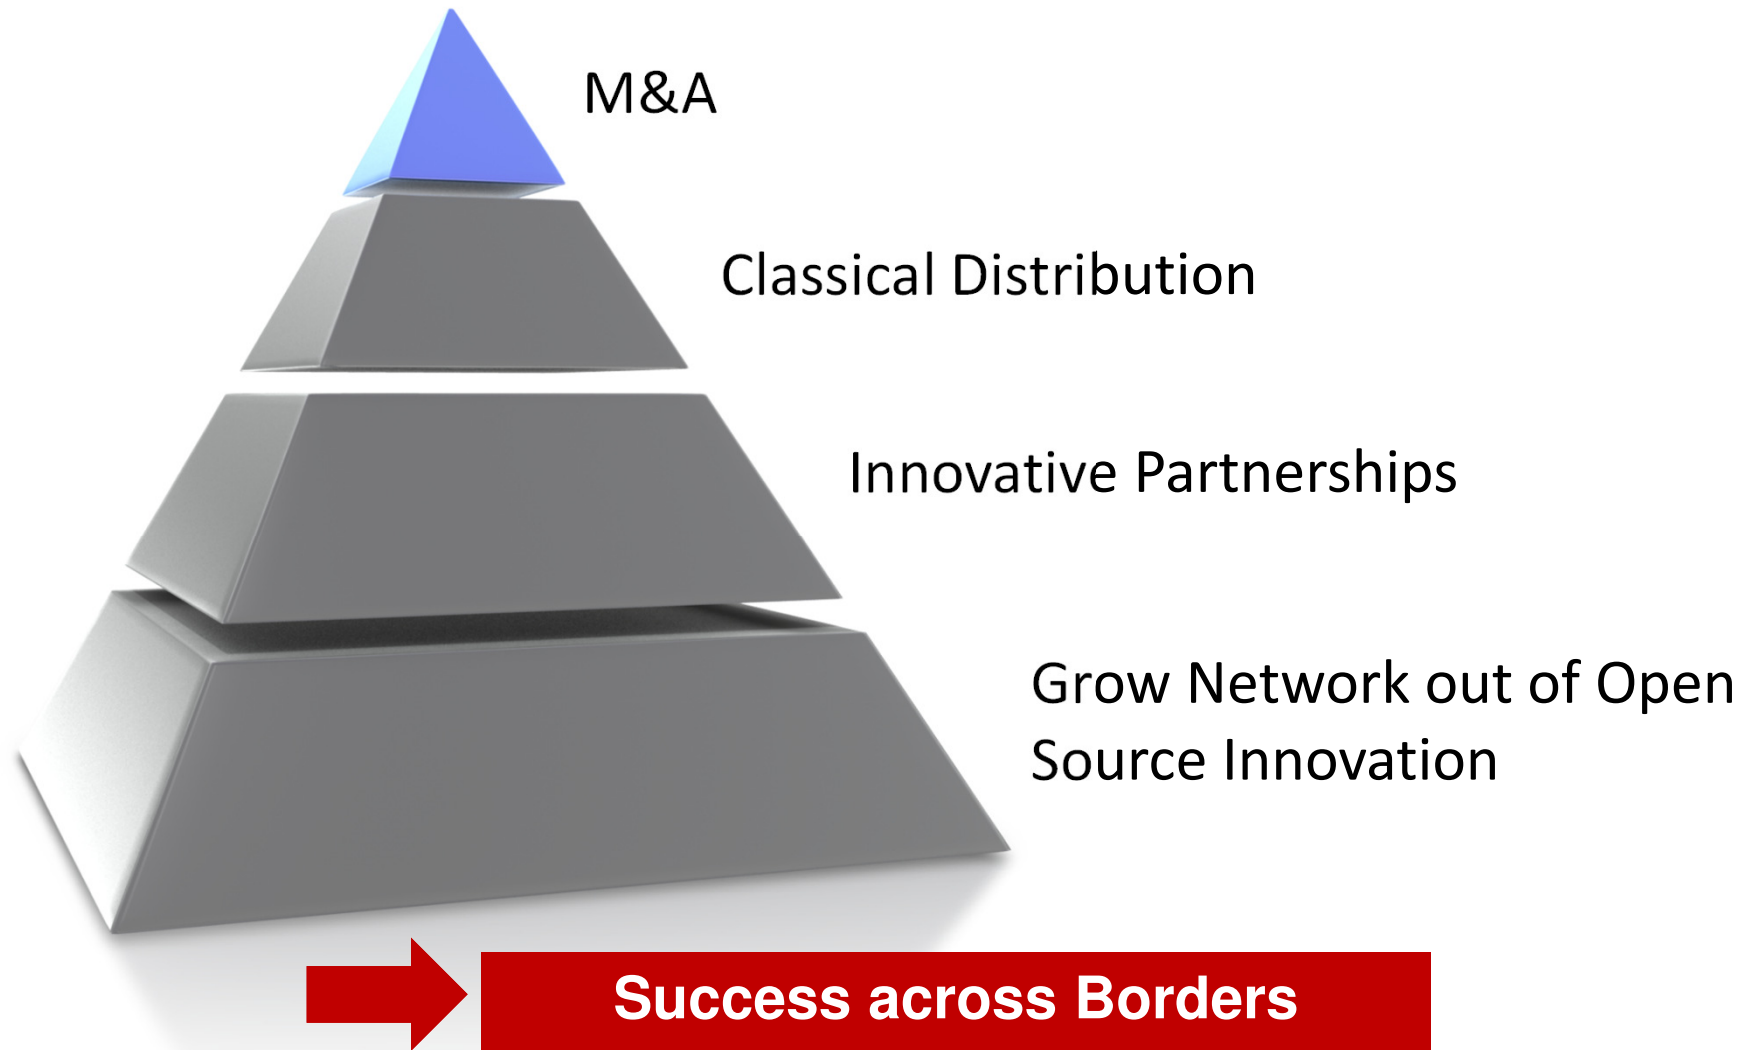 M&A
Classical Distribution
Innovative Partnerships
Grow Network out of Open
Source Innovation
Success across Borders